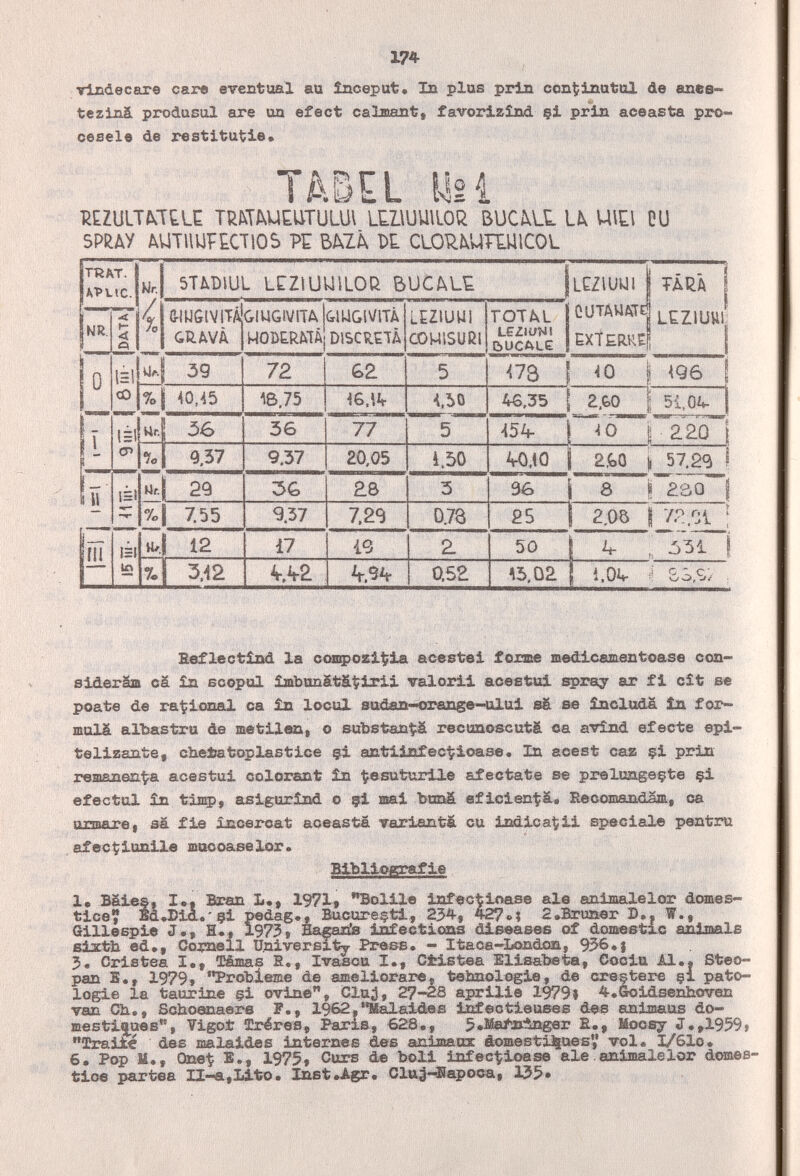 174
vindecare care eventual au început. In plus prin conţinutul de anes-
tezină produsul are un efect calmant, favorizînd şi prin aceasta pro-
cesele de restituţie.
TABEL №1
REZULTATELE TRATAMENTULUI LEZIUNILOR BUCALE LA MIEI CU
SPRAY ANTIINFECTIOS PE BAZĂ DE CLORAMFENICOL
TRAT. APLIC. Nr. % STADIUL LEZIUNILOR BUCALE LEZIUNI CUTANATE EXTERNE FĂRĂ LEZIUNI
NR. DATA GINGIVITĂ GRAVĂ GINGIVITA MODERATĂ GINGIVITĂ DISCRETĂ LEZIUNI COMISURI TOTAL LEZIUNI BUCALE
0 8 III Nr. 39 72 62 5 178 10 196
% 10,15 18.75 16.14 1,30 46,35 2,60 51,04
I 9 III Nr. 36 36 77 5 154 10 220
% 9,37 9,37 20,05 1.30 40,10 2,60 57.29
II 11 III Nr. 29 36 28 3 96 8 280
% 7.55 9,37 7,29 0.78 25 2,08 72,91
III 15 III Nr. 12 17 19 2 50 4 331
% 3,12 4.42 4,94 0.52 13,02 1,04
Reflectînd la compoziţia acestei forme medicamentoase con-
siderăm că în scopul îmbunătăţirii valorii acestui spray ar fi cît se
poate de raţional ca în locul sudan-orange-ului să se includă în for-
mulă albastru de metilen, o substanţă recunoscută ca avînd efecte epi-
telizante, chetatoplastice şi antiinfecţioase. In acest caz şi prin
remanenţa acestui colorant în ţesuturile afectate se prelungeşte şi
efectul în timp, asigurînd o şi mai bună eficienţă. Recomandăm, ca
urmare, să fie încercat această variantă cu indicaţii speciale pentru
afecţiunile mucoaselor.
Bibliografie
1. Băieş, I., Bran L., 1971, "Bolile infecţioase ale animalelor domes-
tice" Ed.Did. şi pedag., Bucureşti, 234, 427.; 2.Bruner D., W.,
Gillespie J., H., 1973, Hagan's infections diseases of domestic animals
sixth ed., Cornell University Press. - Itaca-London, 936.;
3. Cristea I., Tămas R., Ivaşcu I., Cristea Elisabeta, Cociu Al., Steo-
pan E., 1979, "Probleme de ameliorare, tehnologie, de creştere şi pato-
logie la taurine şi ovine", Cluj, 27-28 aprilie 1979; 4.Goidsenhoven
van Ch., Schoenaers F., 1962,"Malaides infectieuses des animaus do-
mestiques", Vigot Tréres, Paris, 628., 5.Manninger R., Mocsy J.,1959,
"Traité des malaides internes des animaux domestiques" vol. I/610.
6. Pop M., Oneţ E., 1975, Curs de boli infecţioase ale animalelor domes-
tice partea II-a,Lito. Inst.Agr. Cluj-Napoca, 135.